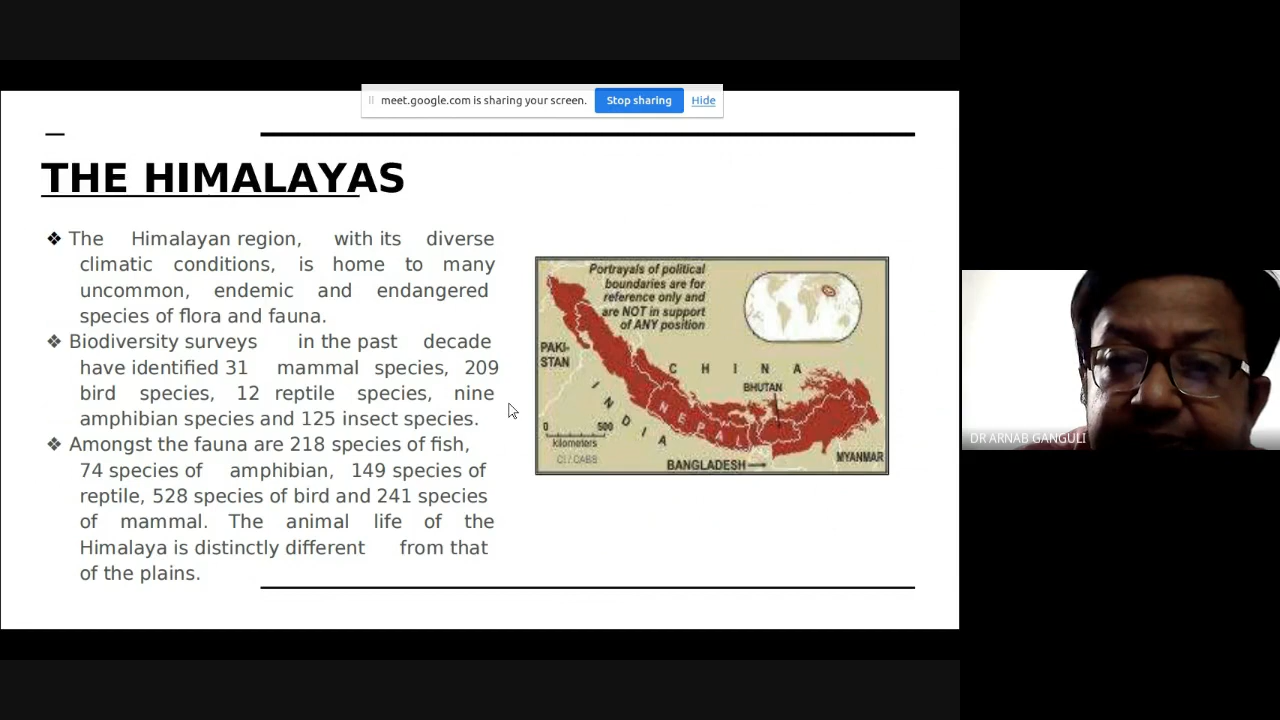 meet.google.com is sharing your screen. Stop sharing Hide
THE HIMALAYAS
❖ The Himalayan region, with its diverse
climatic conditions, is home to many
uncommon, endemic and endangered
species of flora and fauna.
❖ Biodiversity surveys in the past decade
have identified 31 mammal species, 209
bird species, 12 reptile species, nine
amphibian species and 125 insect species.
❖ Amongst the fauna are 218 species of fish,
74 species of amphibian, 149 species of
reptile, 528 species of bird and 241 species
of mammal. The animal life of the
Himalaya is distinctly different from that
of the plains.
Portrayals of political
boundaries are for
reference only and
are NOT in support
of ANY position
PAKI-
STAN
CHINA
BHUTAN
INDIA
NEPAL
0 500
kilometers
CI / CABS
BANGLADESH
MYANMAR
DR ARNAB GANGULI